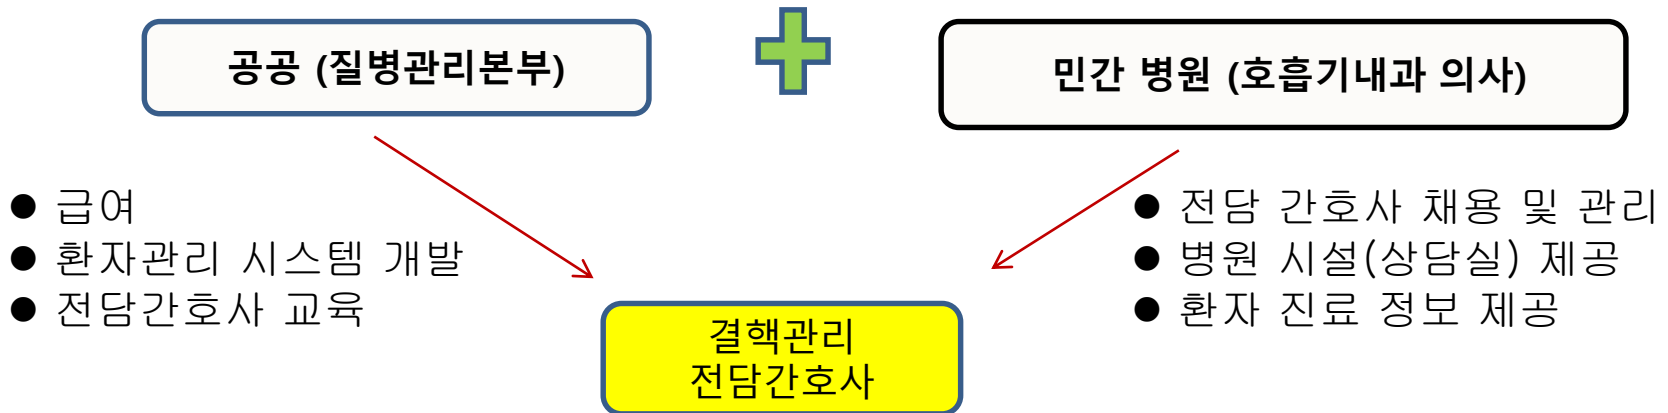 공공 (질병관리본부)
민간 병원 (호흡기내과 의사)
● 급여
● 환자관리 시스템 개발
● 전담간호사 교육
● 전담 간호사 채용 및 관리
● 병원 시설(상담실) 제공
● 환자 진료 정보 제공
결핵관리
전담간호사